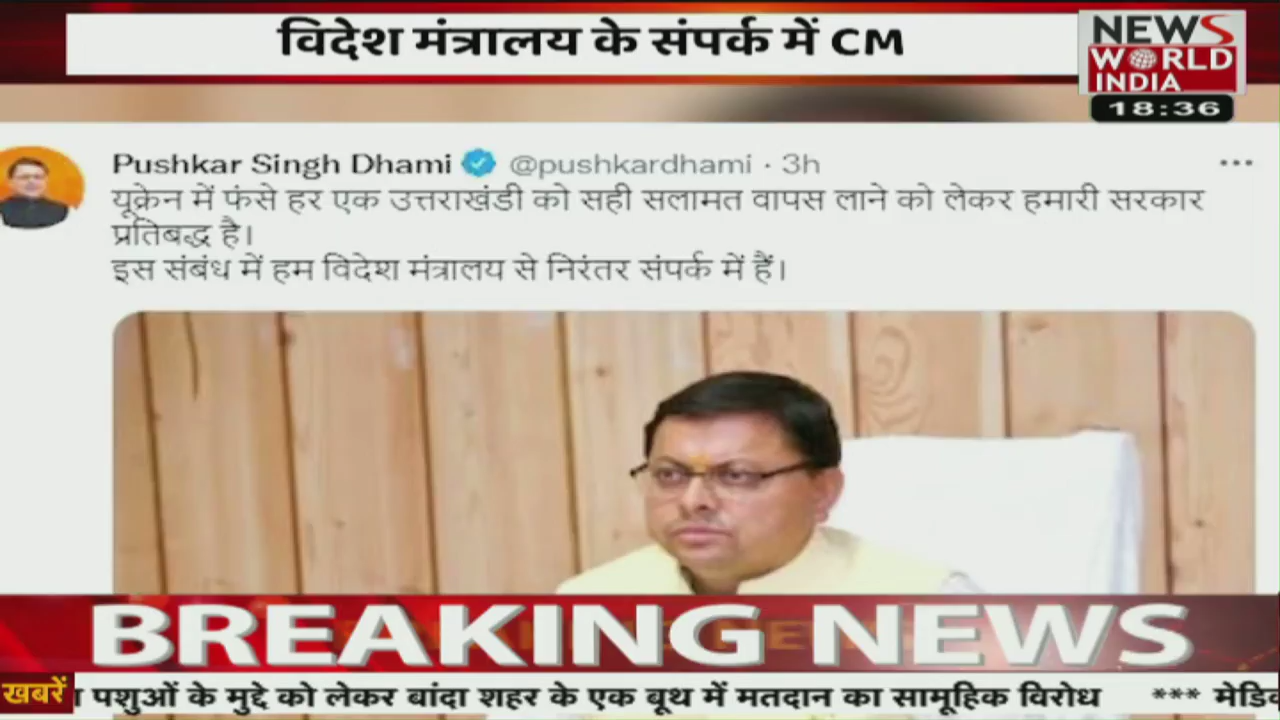 विदेश मंत्रालय के संपर्क में CM
NEWS
WORLD
INDIA
18:36
Pushkar Singh Dhami @pushkardhami · 3h
यूक्रेन में फंसे हर एक उत्तराखंडी को सही सलामत वापस लाने को लेकर हमारी सरकार
प्रतिबद्ध है।
इस संबंध में हम विदेश मंत्रालय से निरंतर संपर्क में हैं।
BREAKING NEWS
खबरें पशुओं के मुद्दे को लेकर बांदा शहर के एक बूथ में मतदान का सामूहिक विरोध ***